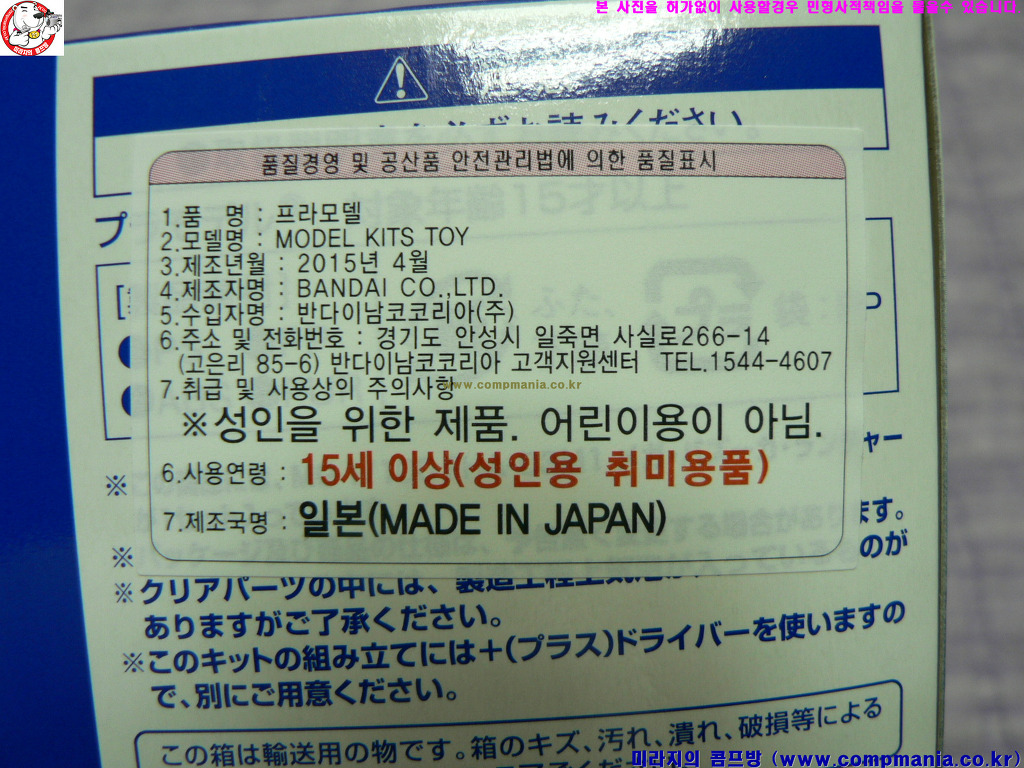 본 사진을 허가없이 사용할경우 민형사적책임을 물을수 있습니다.
품질경영 및 공산품 안전관리법에 의한 품질표시
対象年齢15才以上
1.품 명 : 프라모델
2.모델명 : MODEL KITS TOY
3.제조년월 : 2015년 4월
4.제조자명 : BANDAI CO.,LTD.
5.수입자명 : 반다이남코코리아(주)
6.주소 및 전화번호 : 경기도 안성시 일죽면 사실로266-14
(고은리 85-6) 반다이남코코리아 고객지원센터 TEL.1544-4607
7.취급 및 사용상의 주의사항
www.compmania.co.kr
※성인을 위한 제품. 어린이용이 아님.
6.사용연령 : 15세 이상(성인용 취미용품)
7.제조국명 : 일본(MADE IN JAPAN)
ます。
のが
※クリアパーツの中には、
ありますがご了承ください。
※このキットの組み立てには+(プラス)ドライバーを使いますの
で、別にご用意ください。
この箱は輸送用の物です。箱のキズ、汚れ、潰れ、破損等による
미라지의 콤프방 (www.compmania.co.kr)